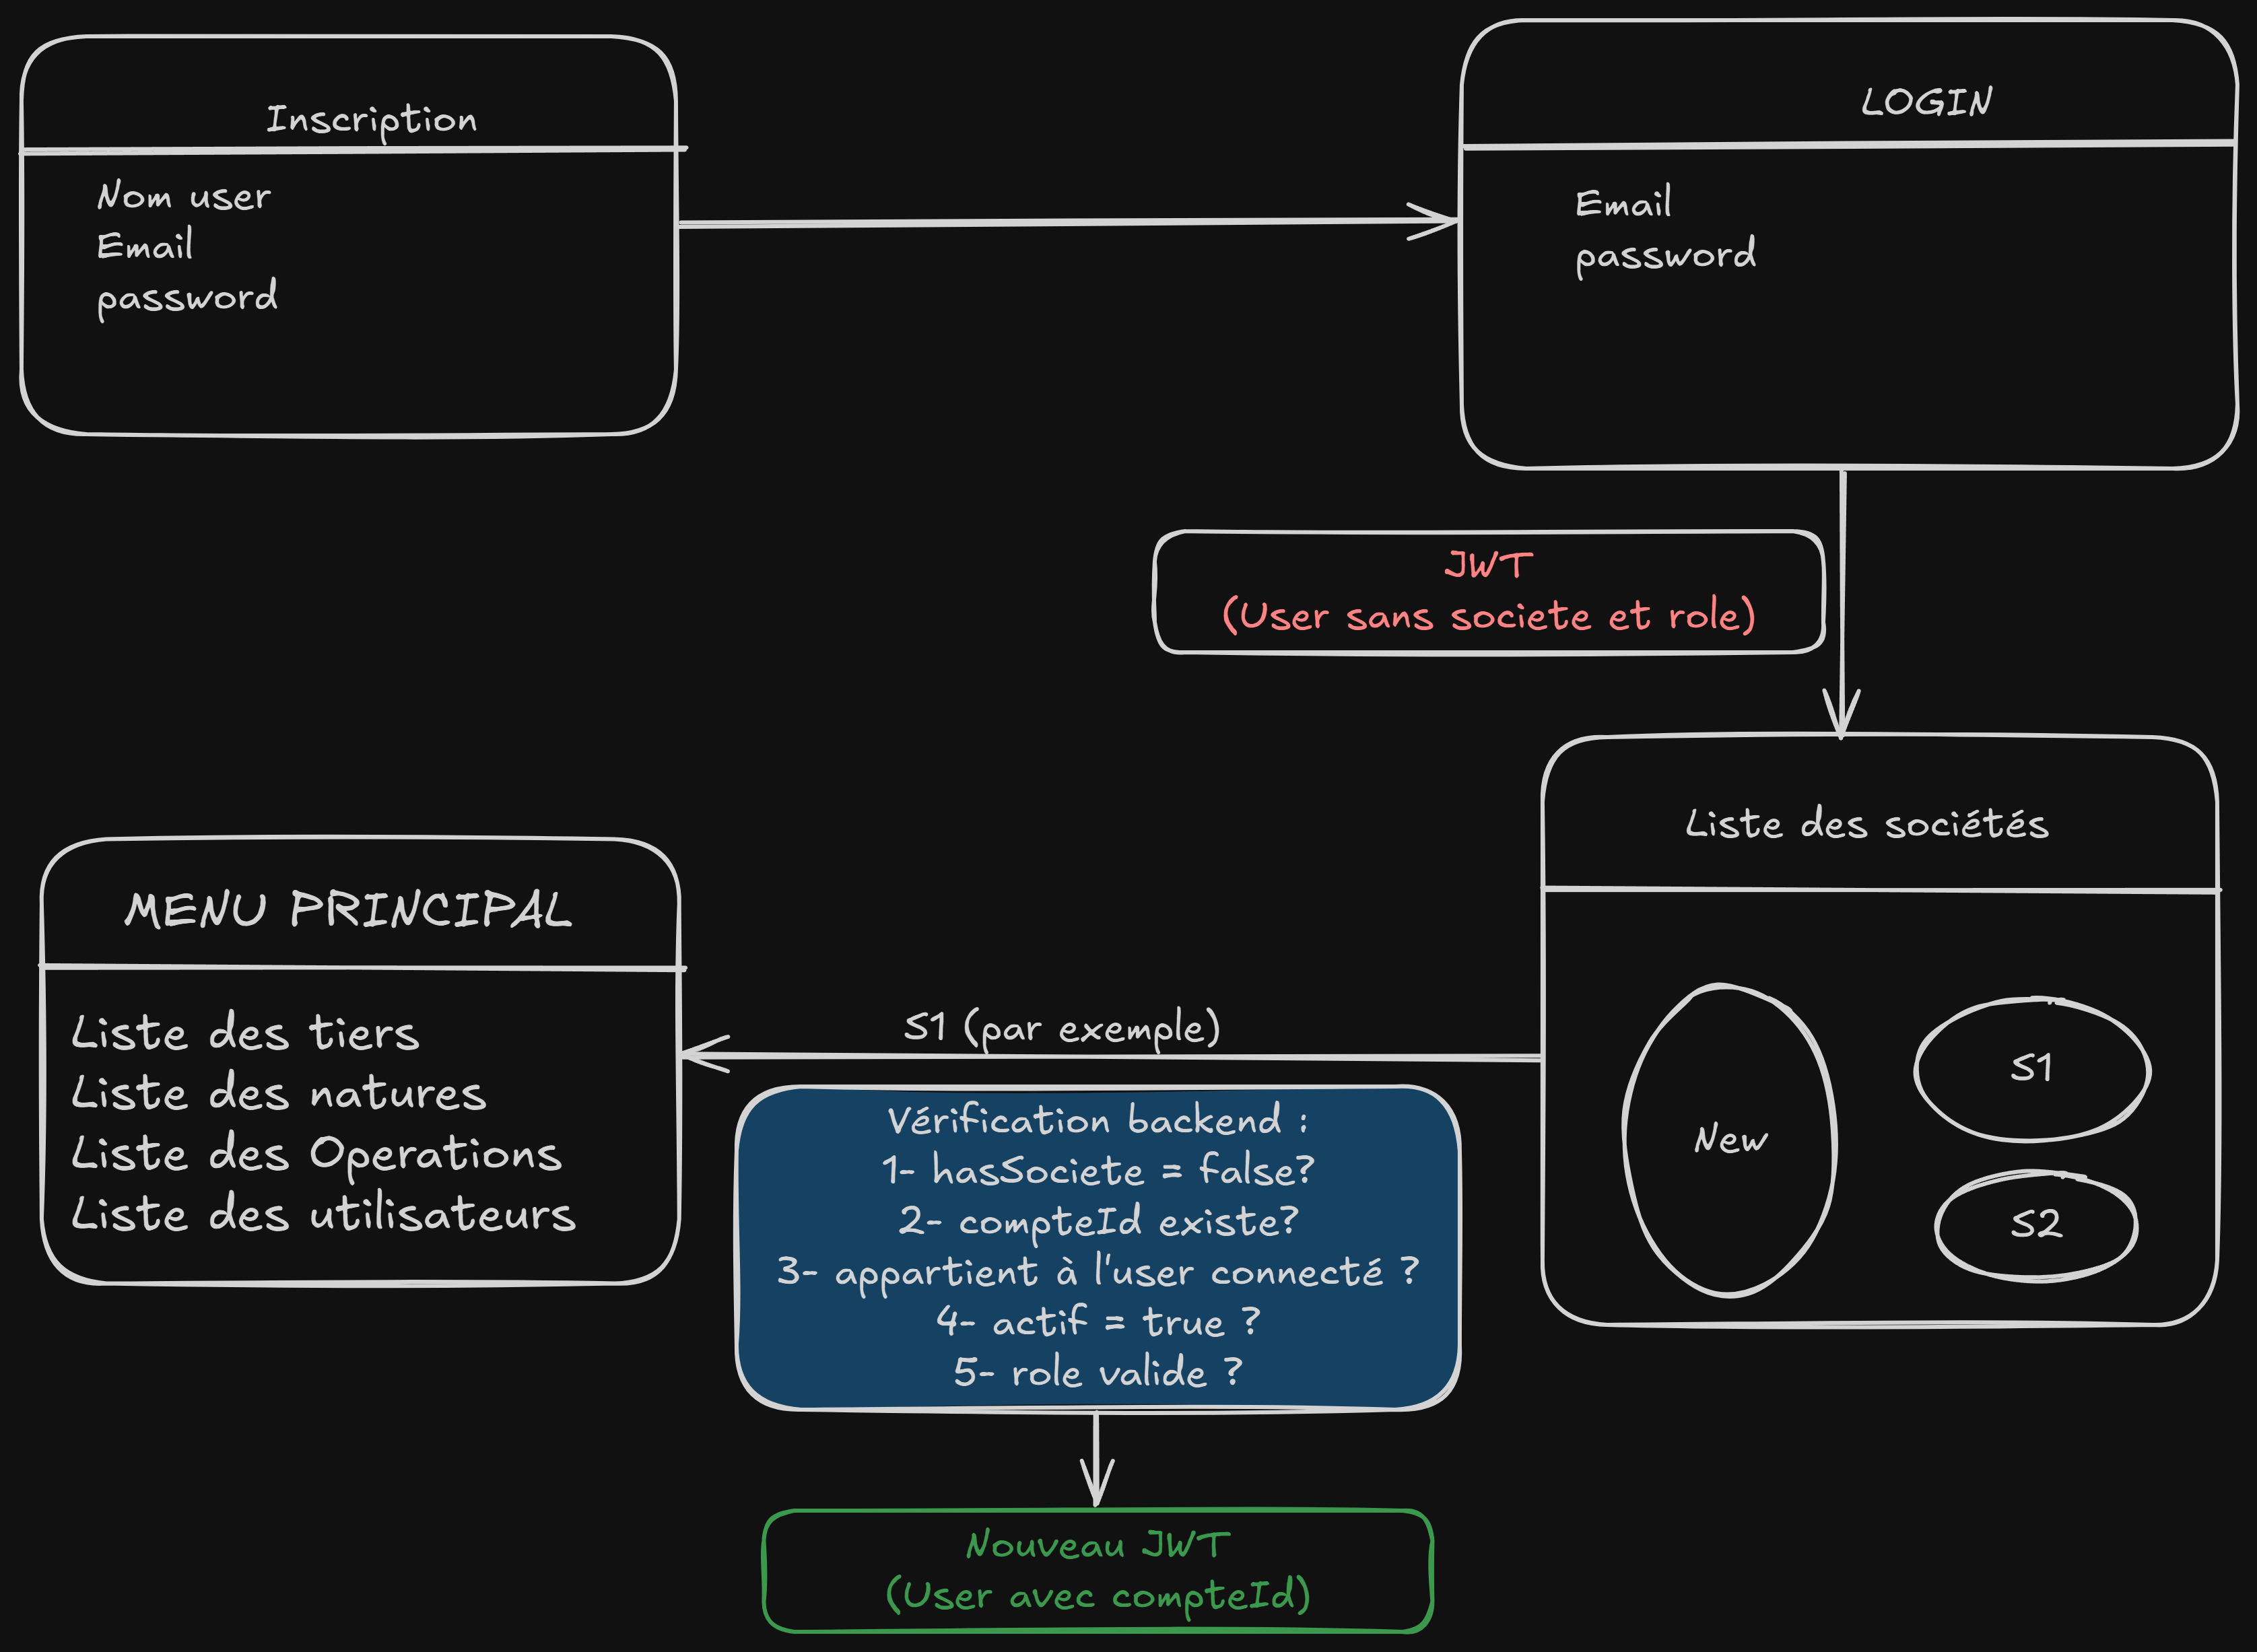 Inscription
Nom user
Email
password
LOGIN
Email
password
JWT
(User sans societe et role)
Liste des sociétés
New
S1
S2
S1 (par exemple)
MENU PRINCIPAL
Liste des tiers
Liste des natures
Liste des Operations
Liste des utilisateurs
Vérification backend :
1- hasSociete = false?
2- compteId existe?
3- appartient à l'user connecté ?
4- actif = true ?
5- role valide ?
Nouveau JWT
(User avec compteId)